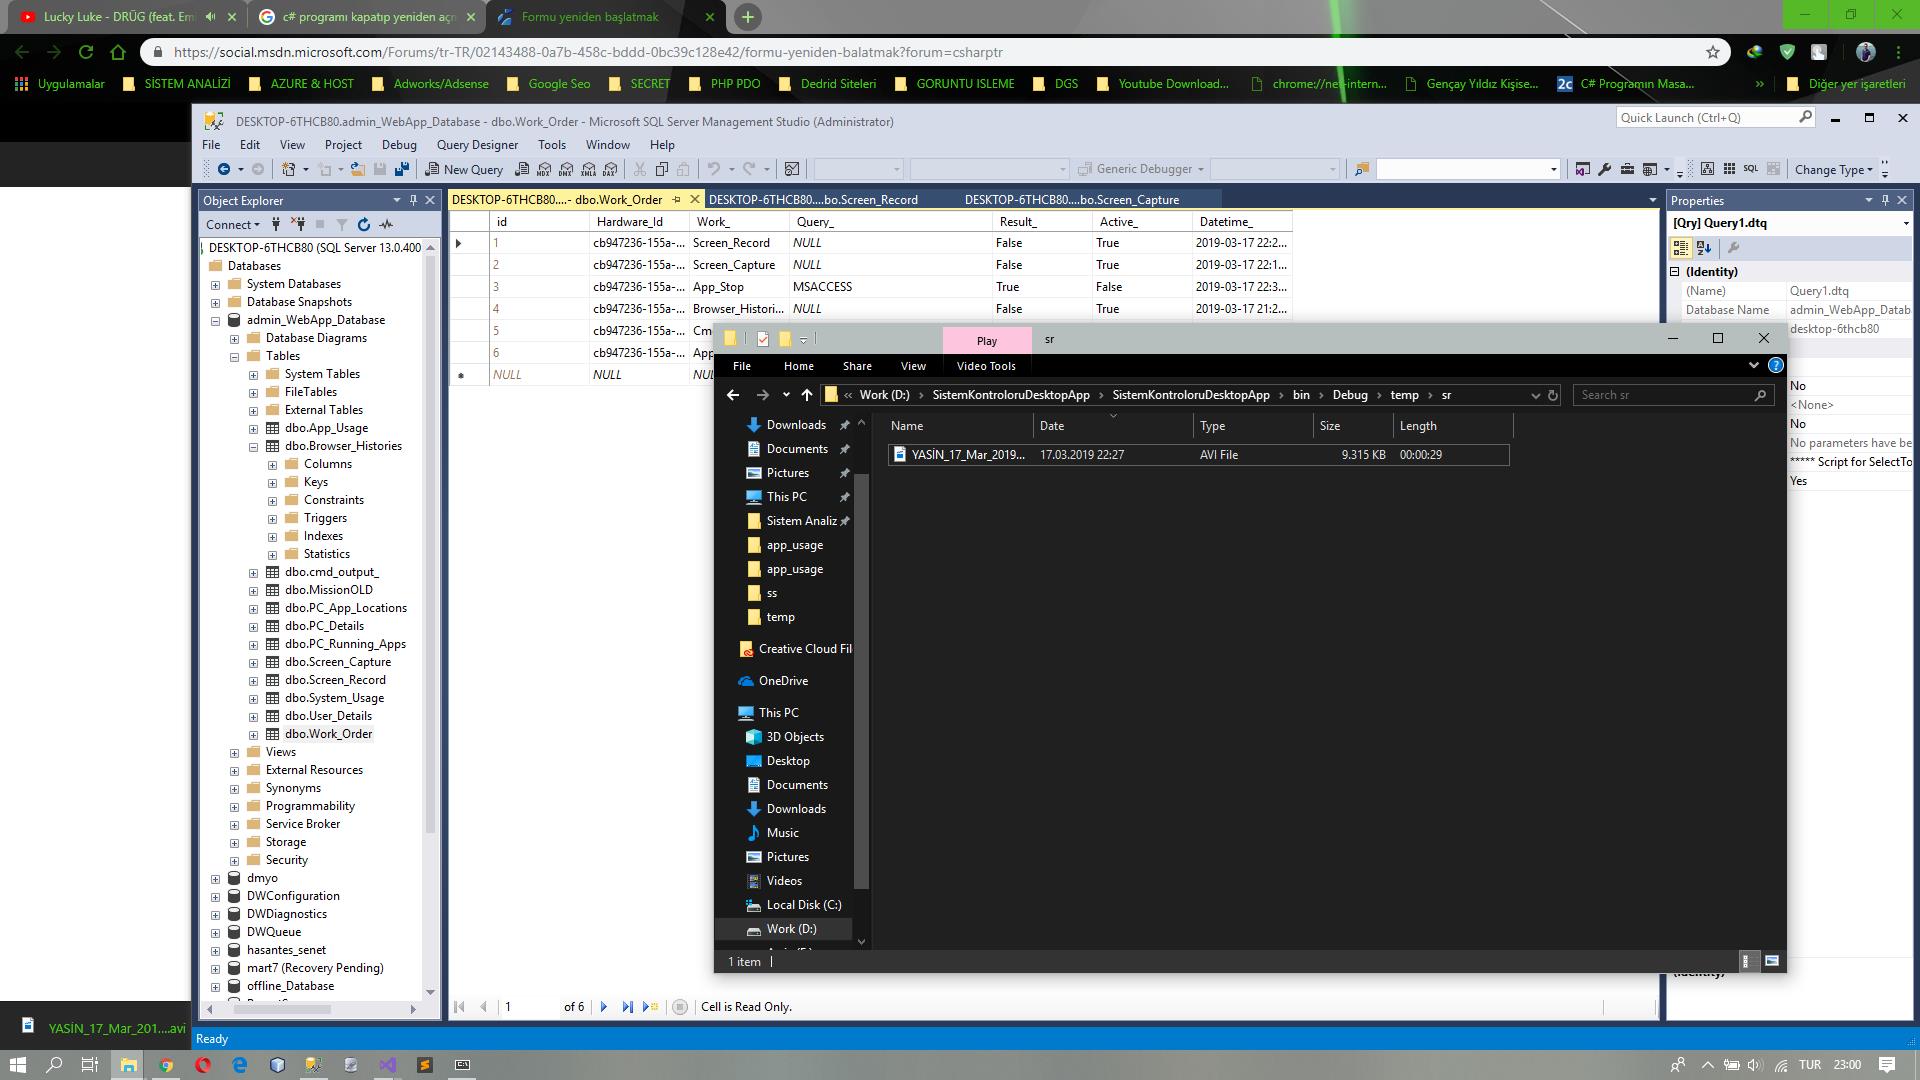 Lucky Luke - DRÜG (feat. Emi
c# programı kapatıp yeniden açm
Formu yeniden başlatmak
https://social.msdn.microsoft.com/Forums/tr-TR/02143488-0a7b-458c-bddd-0bc39c128e42/formu-yeniden-balatmak?forum=csharptr
Uygulamalar SİSTEM ANALİZİ AZURE & HOST Adworks/Adsense Google Seo SECRET PHP PDO Dedrid Siteleri GORUNTU ISLEME DGS Youtube Download... chrome://net-intern... Gençay Yıldız Kişise... C# Programın Masa... » Diğer yer işaretleri
DESKTOP-6THCB80.admin_WebApp_Database - dbo.Work_Order - Microsoft SQL Server Management Studio (Administrator)
Quick Launch (Ctrl+Q)
File Edit View Project Debug Query Designer Tools Window Help
New Query Generic Debugger Change Type
Object Explorer
DESKTOP-6THCB80....- dbo.Work_Order
DESKTOP-6THCB80....bo.Screen_Record
DESKTOP-6THCB80....bo.Screen_Capture
Properties
Connect
[Qry] Query1.dtq
id Hardware_Id Work_ Query_ Result_ Active_ Datetime_
1 cb947236-155a-... Screen_Record NULL False True 2019-03-17 22:2...
2 cb947236-155a-... Screen_Capture NULL False True 2019-03-17 22:1...
3 cb947236-155a-... App_Stop MSACCESS True False 2019-03-17 22:3...
4 cb947236-155a-... Browser_Histori... NULL False True 2019-03-17 21:2...
5 cb947236-155a-... Cm
6 cb947236-155a-... App
NULL NULL NUL
DESKTOP-6THCB80 (SQL Server 13.0.400
Databases
System Databases
Database Snapshots
admin_WebApp_Database
Database Diagrams
Tables
System Tables
FileTables
External Tables
dbo.App_Usage
dbo.Browser_Histories
Columns
Keys
Constraints
Triggers
Indexes
Statistics
dbo.cmd_output_
dbo.MissionOLD
dbo.PC_App_Locations
dbo.PC_Details
dbo.PC_Running_Apps
dbo.Screen_Capture
dbo.Screen_Record
dbo.System_Usage
dbo.User_Details
dbo.Work_Order
Views
External Resources
Synonyms
Programmability
Service Broker
Storage
Security
dmyo
DWConfiguration
DWDiagnostics
DWQueue
hasantes_senet
mart7 (Recovery Pending)
offline_Database
(Identity)
(Name) Query1.dtq
Database Name admin_WebApp_Datab
desktop-6thcb80
No
<None>
No
No parameters have be
***** Script for SelectTo
Yes
Play sr
File Home Share View Video Tools
« Work (D:) › SistemKontroloruDesktopApp › SistemKontroloruDesktopApp › bin › Debug › temp › sr
Search sr
Name Date Type Size Length
YASİN_17_Mar_2019... 17.03.2019 22:27 AVI File 9.315 KB 00:00:29
Downloads
Documents
Pictures
This PC
Sistem Analiz
app_usage
app_usage
ss
temp
Creative Cloud Fil
OneDrive
This PC
3D Objects
Desktop
Documents
Downloads
Music
Pictures
Videos
Local Disk (C:)
Work (D:)
1 item
1 of 6 Cell is Read Only.
YASİN_17_Mar_201....avi
Ready
TUR 23:00